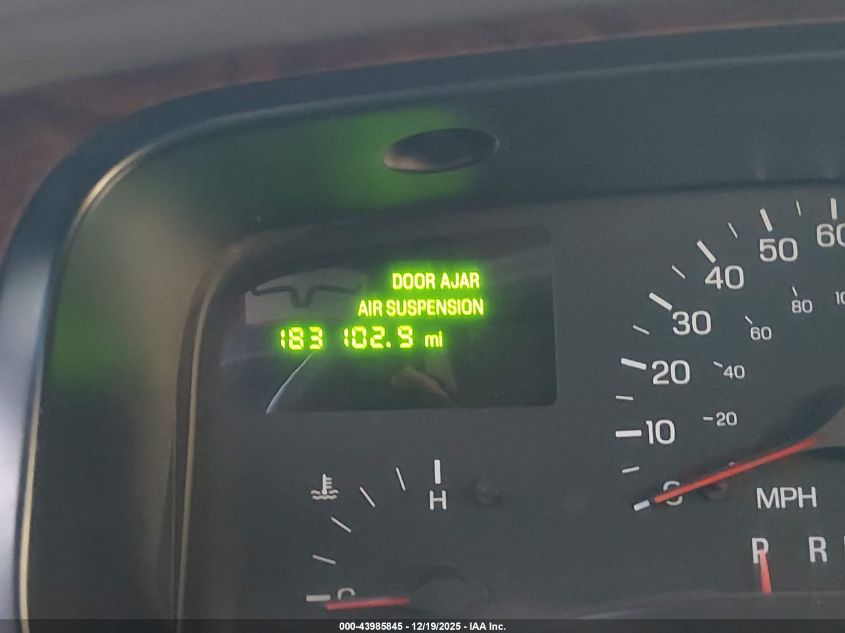 DOOR AJAR
AIR SUSPENSION
183 102.9 mi
60
50
40
30
20
10
80
60
40
20
H
MPH
P R
000-43985845 - 12/19/2025 - IAA Inc.